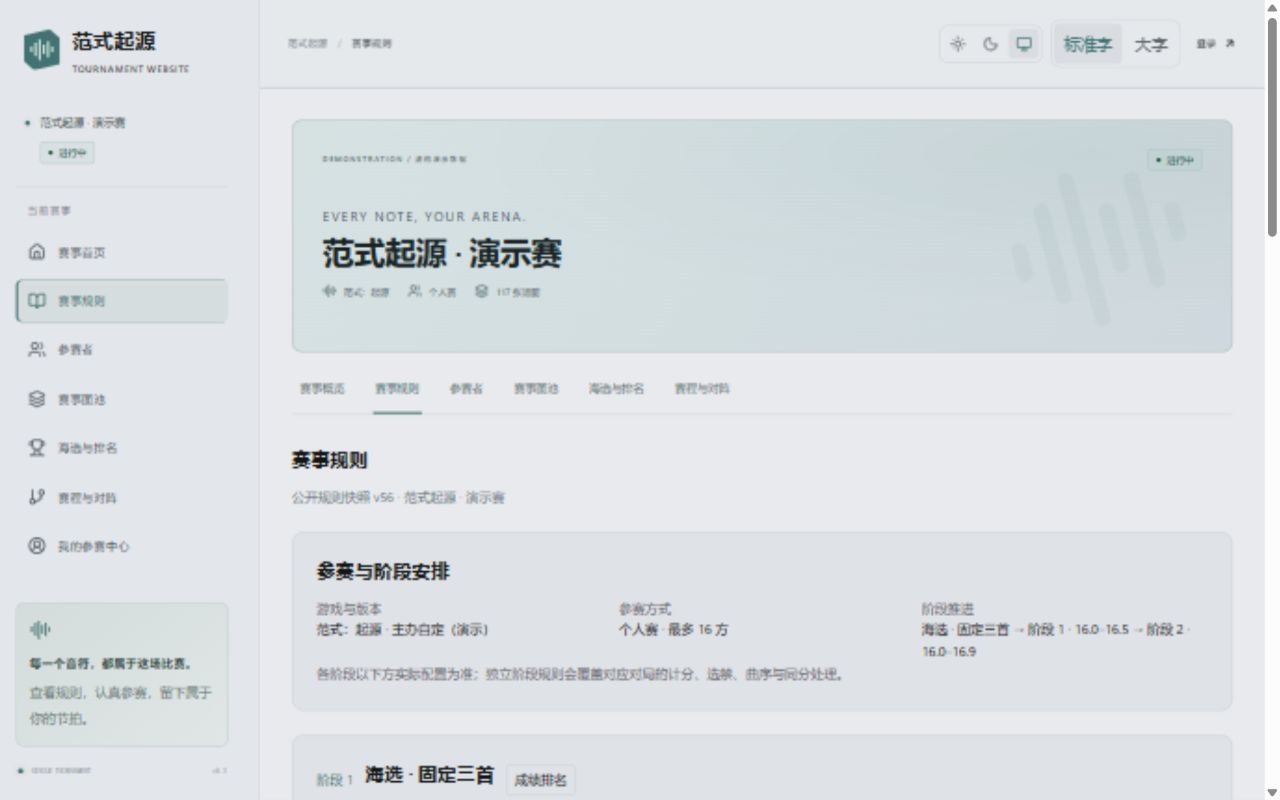 范式起源
TOURNAMENT WEBSITE
范式起源 · 演示赛
进行中
当前赛事
赛事首页
赛事规则
参赛者
赛事图池
海选与排名
赛程与对阵
我的参赛中心
每一个音符，都属于这场比赛。
查看规则，认真参赛，留下属于
你的节拍。
范式起源 / 赛事规则
标准字 大字 登录
DEMONSTRATION /
进行中
EVERY NOTE, YOUR ARENA.
范式起源 · 演示赛
范式：起源 个人赛
赛事概览 赛事规则 参赛者 赛事图池 海选与排名 赛程与对阵
赛事规则
公开规则快照 v56 · 范式起源 · 演示赛
参赛与阶段安排
游戏与版本 参赛方式 阶段推进
范式：起源 · 主办自定（演示） 个人赛 · 最多 16 方 海选 · 固定三首 → 阶段 1 · 16.0–16.5 → 阶段 2 ·
16.0–16.9
各阶段以下方实际配置为准；独立阶段规则会覆盖对应对局的计分、选禁、曲序与同分处理。
阶段 1 海选 · 固定三首 成绩排名